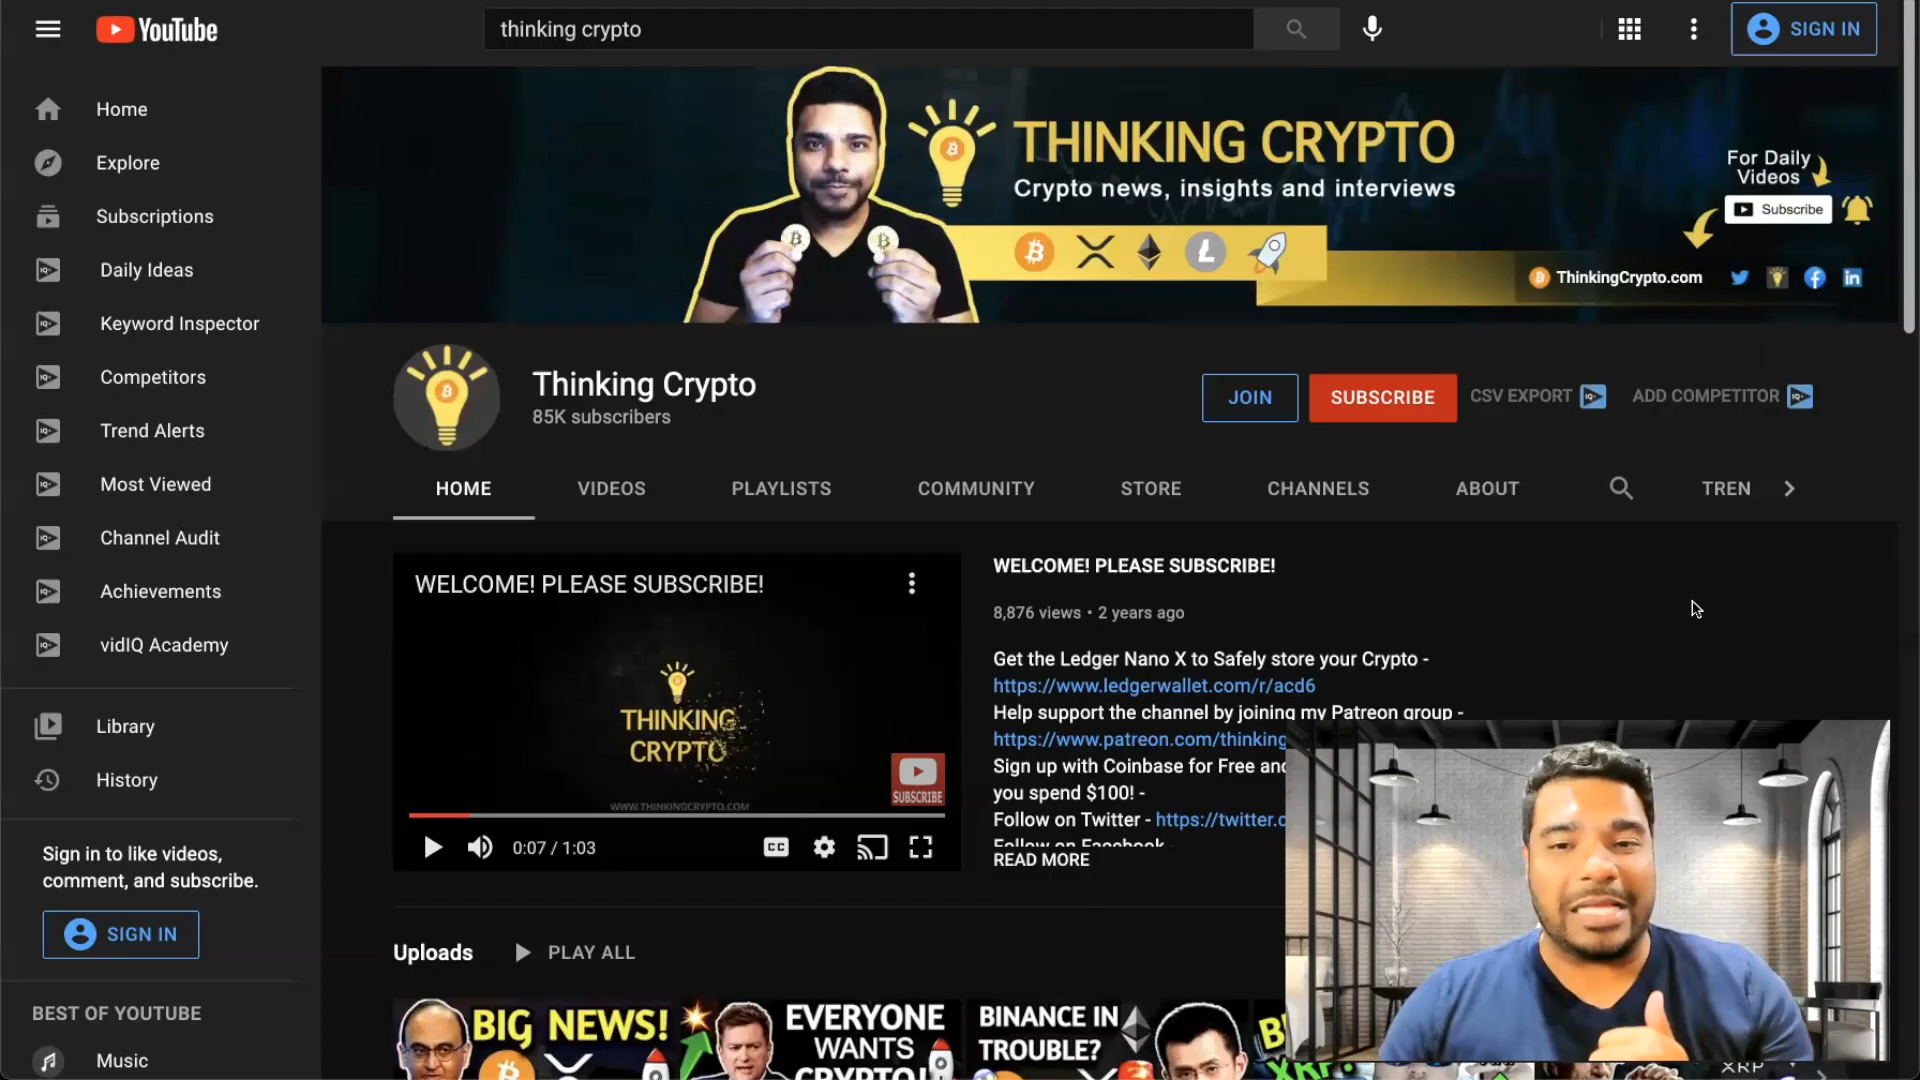 YouTube
thinking crypto
SIGN IN
Home
Explore
Subscriptions
Daily Ideas
Keyword Inspector
Competitors
Trend Alerts
Most Viewed
Channel Audit
Achievements
vidIQ Academy
Library
History
Sign in to like videos,
comment, and subscribe.
SIGN IN
BEST OF YOUTUBE
Music
THINKING CRYPTO
Crypto news, insights and interviews
For Daily
Videos
Subscribe
ThinkingCrypto.com
Thinking Crypto
85K subscribers
JOIN
SUBSCRIBE
CSV EXPORT
ADD COMPETITOR
HOME
VIDEOS
PLAYLISTS
COMMUNITY
STORE
CHANNELS
ABOUT
TREN
WELCOME! PLEASE SUBSCRIBE!
THINKING
CRYPTO
WWW.THINKINGCRYPTO.COM
SUBSCRIBE
0:07 / 1:03
CC
WELCOME! PLEASE SUBSCRIBE!
8,876 views • 2 years ago
Get the Ledger Nano X to Safely store your Crypto -
https://www.ledgerwallet.com/r/acd6
Help support the channel by joining my Patreon group -
https://www.patreon.com/thinking
Sign up with Coinbase for Free and
you spend $100! -
Follow on Twitter - https://twitter.c
Follow on Facebook -
READ MORE
Uploads
PLAY ALL
BIG NEWS!
EVERYONE
WANTS
CRYPTO!
BINANCE IN
TROUBLE?
XRP